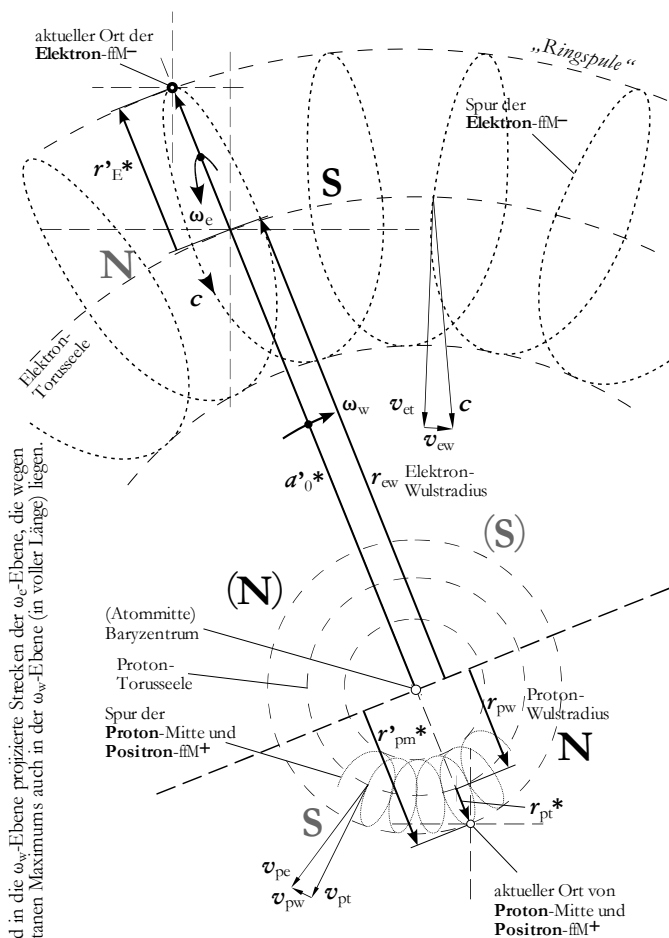 aktueller Ort der
Elektron-ffM–
„Ringspule“
Spur der
Elektron-ffM–
r'E*
S
ωe
N
c
Elektron-
Torusseele
vet
c
vew
ωw
a'0*
rew
Elektron-
Wulstradius
(S)
(N)
(Atommitte)
Baryzentrum
Proton-
Torusseele
Spur der
Proton-Mitte und
Positron-ffM+
rpw
Proton-
Wulstradius
r'pm*
N
S
rpt*
vpe
vpw
vpt
aktueller Ort von
Proton-Mitte und
Positron-ffM+
d in die ωw-Ebene projizierte Strecken der ωe-Ebene, die wegen
tanen Maximums auch in der ωw-Ebene (in voller Länge) liegen.